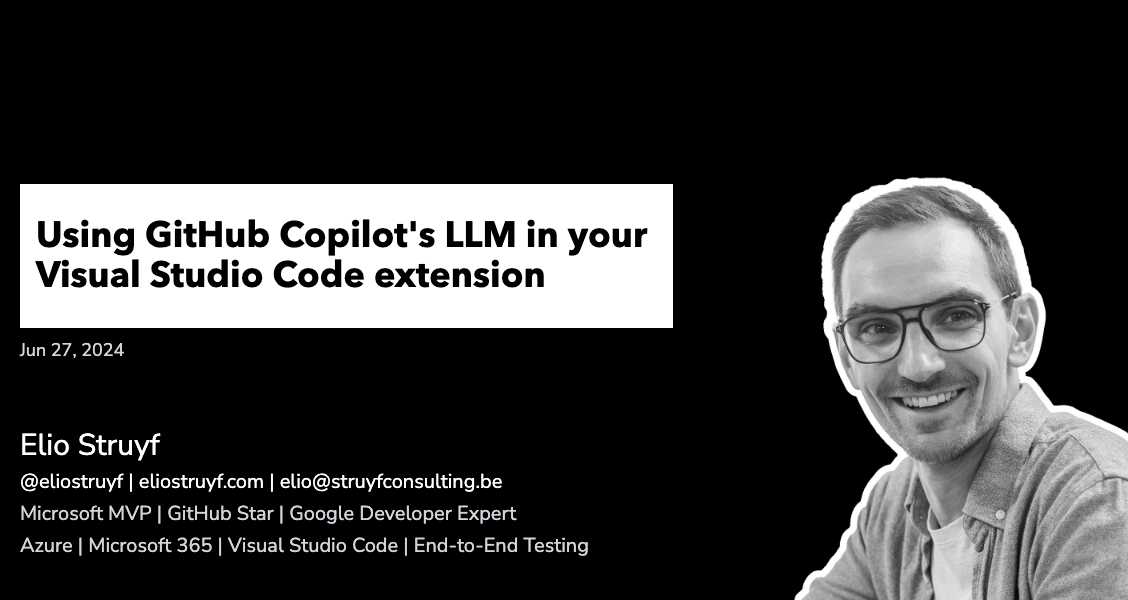 Using GitHub Copilot's LLM in your
Visual Studio Code extension
Jun 27, 2024
Elio Struyf
@eliostruyf | eliostruyf.com | elio@struyfconsulting.be
Microsoft MVP | GitHub Star | Google Developer Expert
Azure | Microsoft 365 | Visual Studio Code | End-to-End Testing